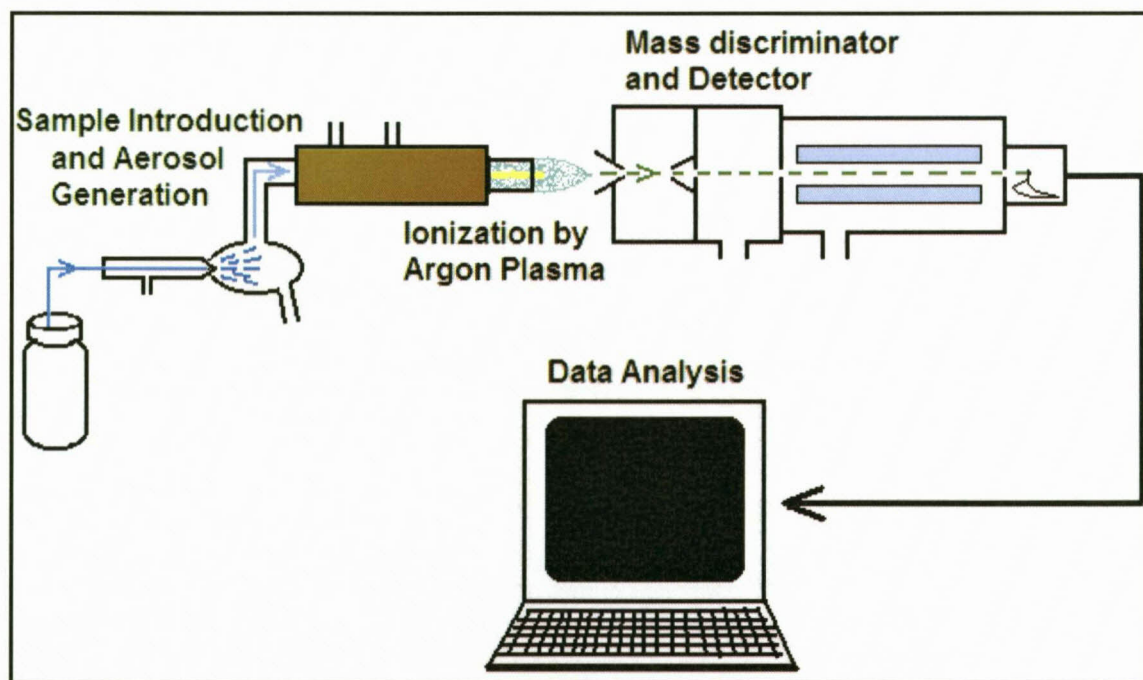 Sample Introduction
and Aerosol
Generation
Mass discriminator
and Detector
Ionization by
Argon Plasma
Data Analysis